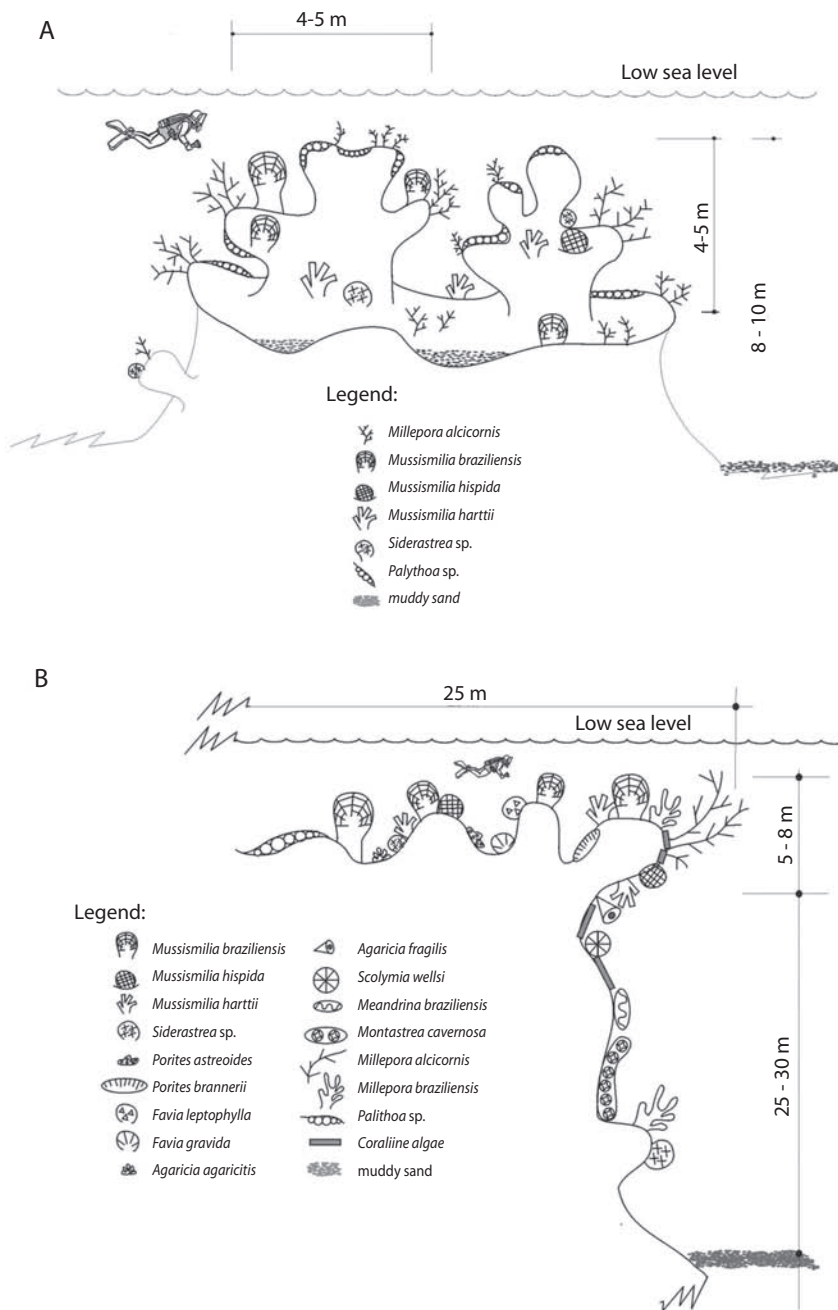 A
4-5 m
Low sea level
4-5 m
8 - 10 m
Legend:
Millepora alcicornis
Mussismilia braziliensis
Mussismilia hispida
Mussismilia harttii
Siderastrea sp.
Palythoa sp.
muddy sand
B
25 m
Low sea level
5 - 8 m
25 - 30 m
Legend:
Mussismilia braziliensis
Mussismilia hispida
Mussismilia harttii
Siderastrea sp.
Porites astreoides
Porites brannerii
Favia leptophylla
Favia gravida
Agaricia agaricitis
Agaricia fragilis
Scolymia wellsi
Meandrina braziliensis
Montastrea cavernosa
Millepora alcicornis
Millepora braziliensis
Palithoa sp.
Coraliine algae
muddy sand